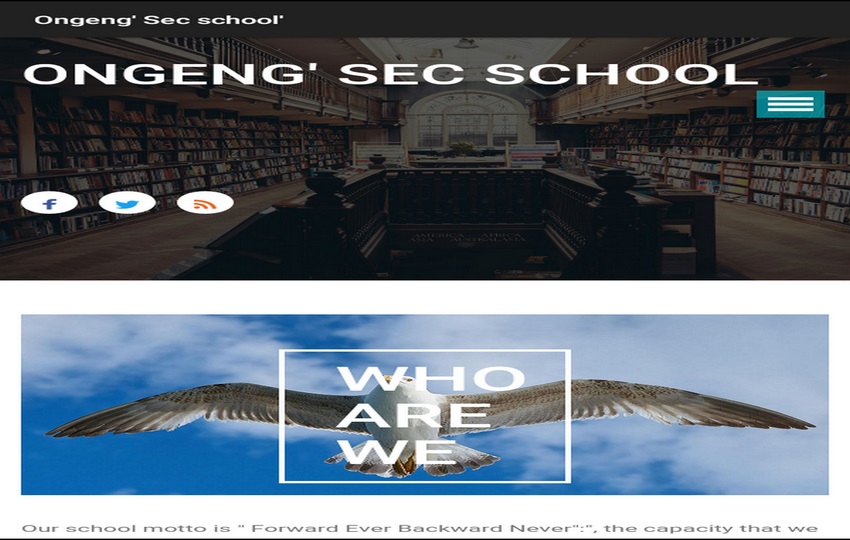 Ongeng' Sec school'
ONGENG' SEC SCHOOL
AMERICA AFRICA
ASIA AUSTRALASIA
WHO
ARE
WE
Our school motto is " Forward Ever Backward Never":", the capacity that we